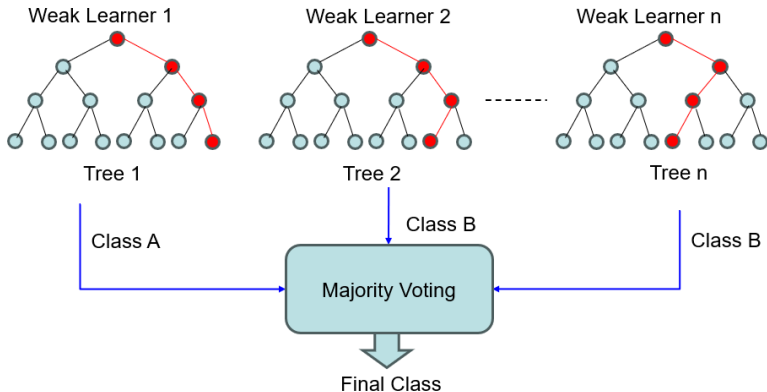 Weak Learner 1
Weak Learner 2
Weak Learner n
Tree 1
Tree 2
Tree n
Class A
Class B
Class B
Majority Voting
Final Class